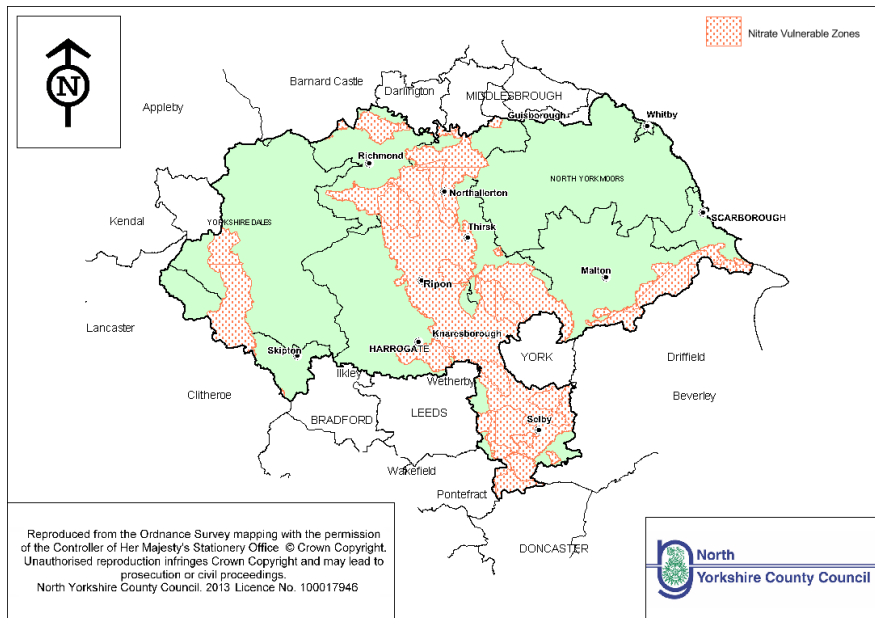 Nitrate Vulnerable Zones
N
Barnard Castle
Darlington
MIDDLESBROUGH
Appleby
Guisborough
Whitby
Richmond
NORTH YORK MOORS
Northallerton
Kendal
YORKSHIRE DALES
SCARBOROUGH
Thirsk
Malton
Ripon
Lancaster
Knaresborough
HARROGATE
Skipton
YORK
Driffield
Ilkley
Wetherby
Clitheroe
Beverley
BRADFORD
LEEDS
Selby
Wakefield
Pontefract
DONCASTER
Reproduced from the Ordnance Survey mapping with the permission
of the Controller of Her Majesty's Stationery Office © Crown Copyright.
Unauthorised reproduction infringes Crown Copyright and may lead to
prosecution or civil proceedings.
North Yorkshire County Council. 2013 Licence No. 100017946
North
Yorkshire County Council